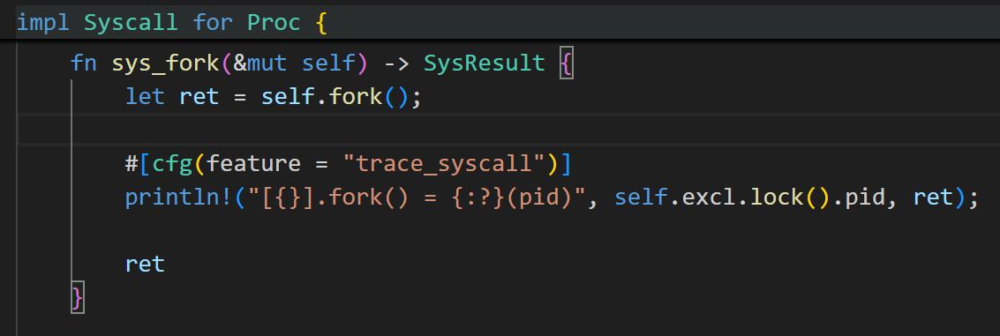 impl Syscall for Proc {
fn sys_fork(&mut self) -> SysResult {
let ret = self.fork();
#[cfg(feature = "trace_syscall")]
println!("[{}].fork() = {:?}(pid)", self.excl.lock().pid, ret);
ret
}